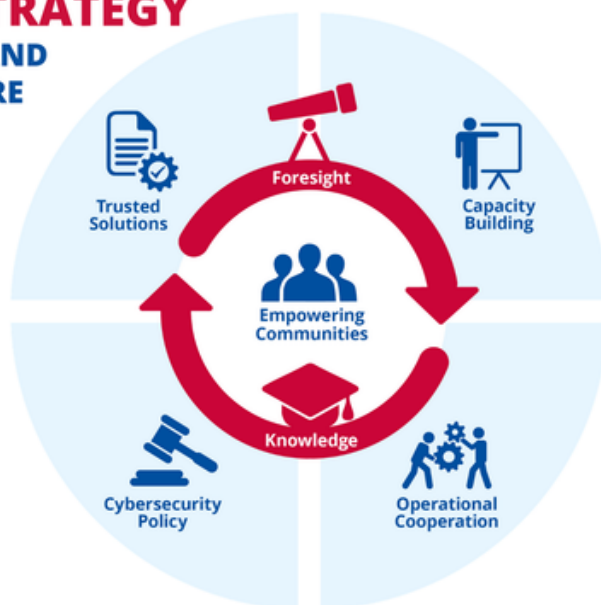 TRATEGY
ND
RE
Foresight
Trusted
Solutions
Capacity
Building
Empowering
Communities
Knowledge
Cybersecurity
Policy
Operational
Cooperation